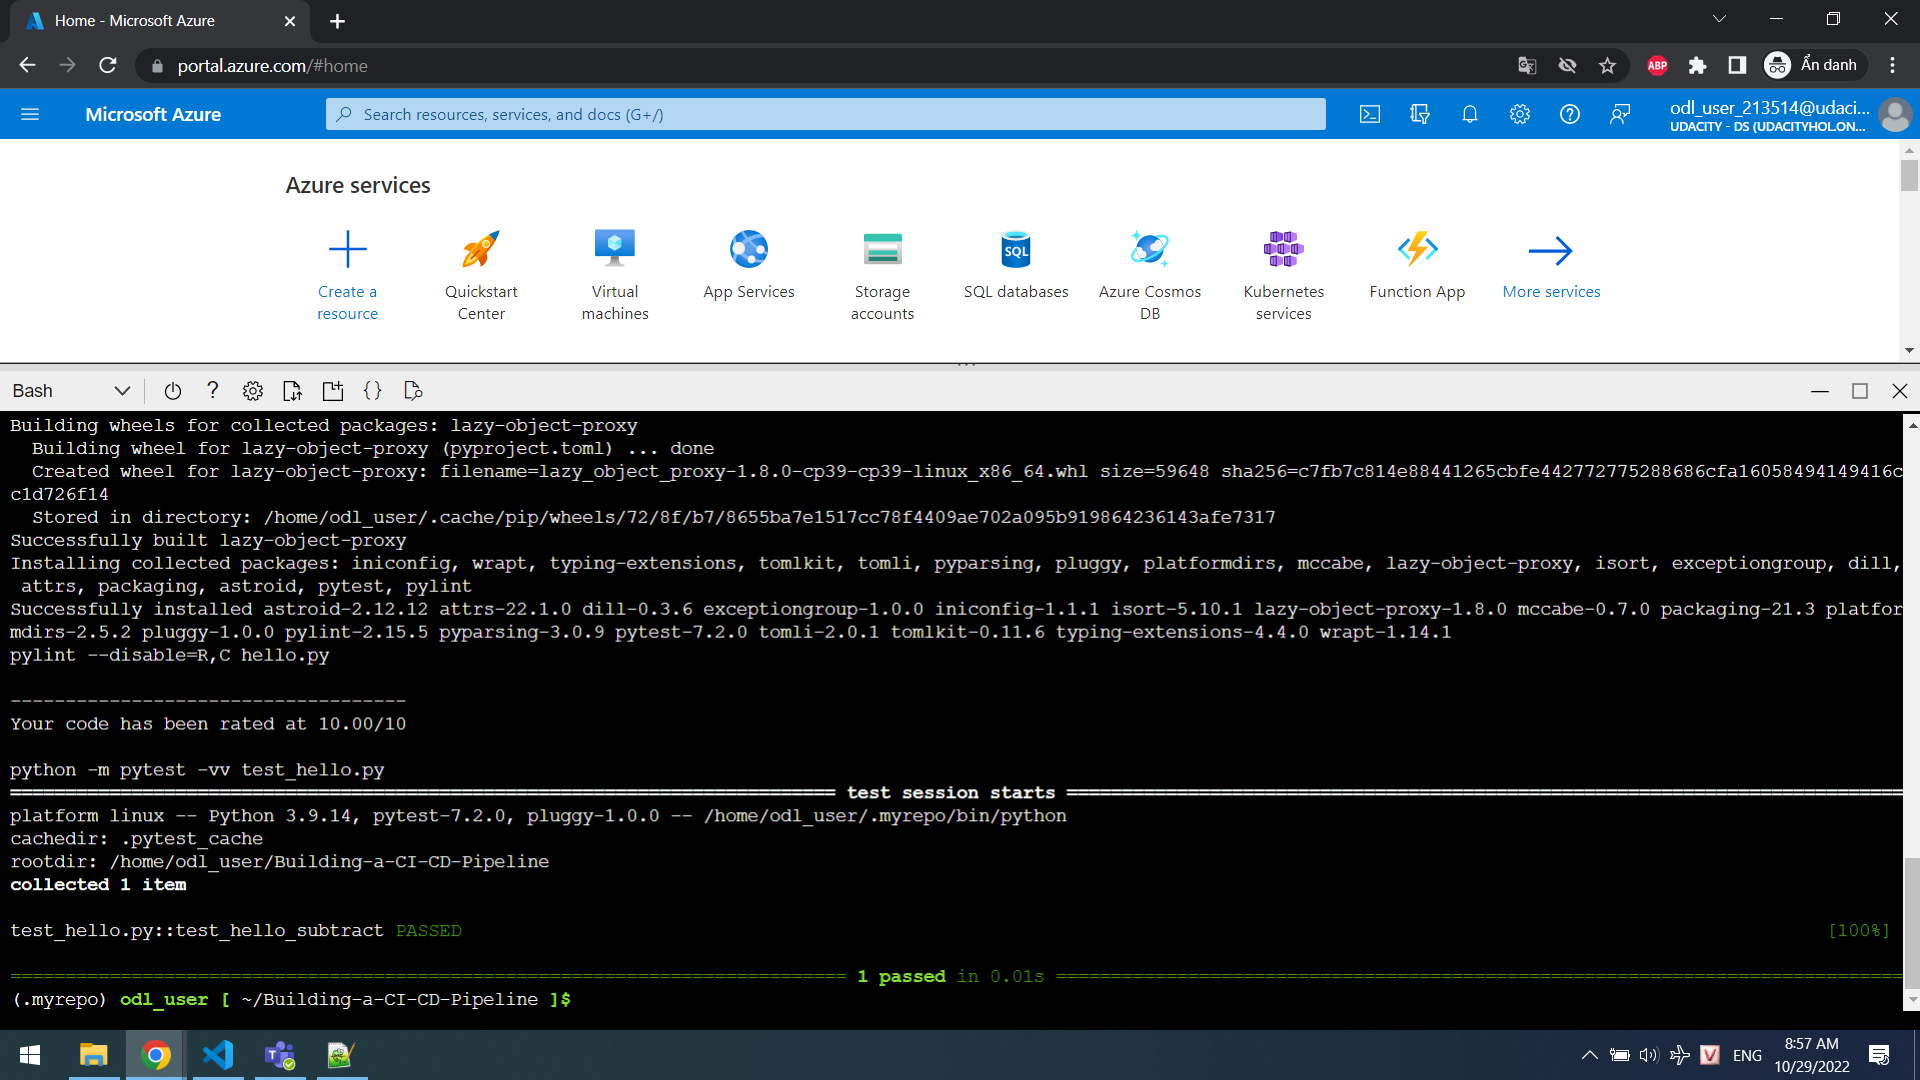 Home - Microsoft Azure
portal.azure.com/#home
ABP
Ẩn danh
Microsoft Azure
Search resources, services, and docs (G+/)
odl_user_213514@udaci...
UDACITY - DS (UDACITYHOL.ON...
Azure services
Create a resource
Quickstart Center
Virtual machines
App Services
Storage accounts
SQL
SQL databases
Azure Cosmos DB
Kubernetes services
Function App
More services
Bash
Building wheels for collected packages: lazy-object-proxy
  Building wheel for lazy-object-proxy (pyproject.toml) ... done
  Created wheel for lazy-object-proxy: filename=lazy_object_proxy-1.8.0-cp39-cp39-linux_x86_64.whl size=59648 sha256=c7fb7c814e88441265cbfe442772775288686cfa16058494149416c
c1d726f14
  Stored in directory: /home/odl_user/.cache/pip/wheels/72/8f/b7/8655ba7e1517cc78f4409ae702a095b919864236143afe7317
Successfully built lazy-object-proxy
Installing collected packages: iniconfig, wrapt, typing-extensions, tomlkit, tomli, pyparsing, pluggy, platformdirs, mccabe, lazy-object-proxy, isort, exceptiongroup, dill,
 attrs, packaging, astroid, pytest, pylint
Successfully installed astroid-2.12.12 attrs-22.1.0 dill-0.3.6 exceptiongroup-1.0.0 iniconfig-1.1.1 isort-5.10.1 lazy-object-proxy-1.8.0 mccabe-0.7.0 packaging-21.3 platfor
mdirs-2.5.2 pluggy-1.0.0 pylint-2.15.5 pyparsing-3.0.9 pytest-7.2.0 tomli-2.0.1 tomlkit-0.11.6 typing-extensions-4.4.0 wrapt-1.14.1
pylint --disable=R,C hello.py
------------------------------------
Your code has been rated at 10.00/10
python -m pytest -vv test_hello.py
=========================================================================== test session starts ============================================================================
platform linux -- Python 3.9.14, pytest-7.2.0, pluggy-1.0.0 -- /home/odl_user/.myrepo/bin/python
cachedir: .pytest_cache
rootdir: /home/odl_user/Building-a-CI-CD-Pipeline
collected 1 item
test_hello.py::test_hello_subtract PASSED [100%]
============================================================================ 1 passed in 0.01s =============================================================================
(.myrepo) odl_user [ ~/Building-a-CI-CD-Pipeline ]$
ENG
8:57 AM
10/29/2022